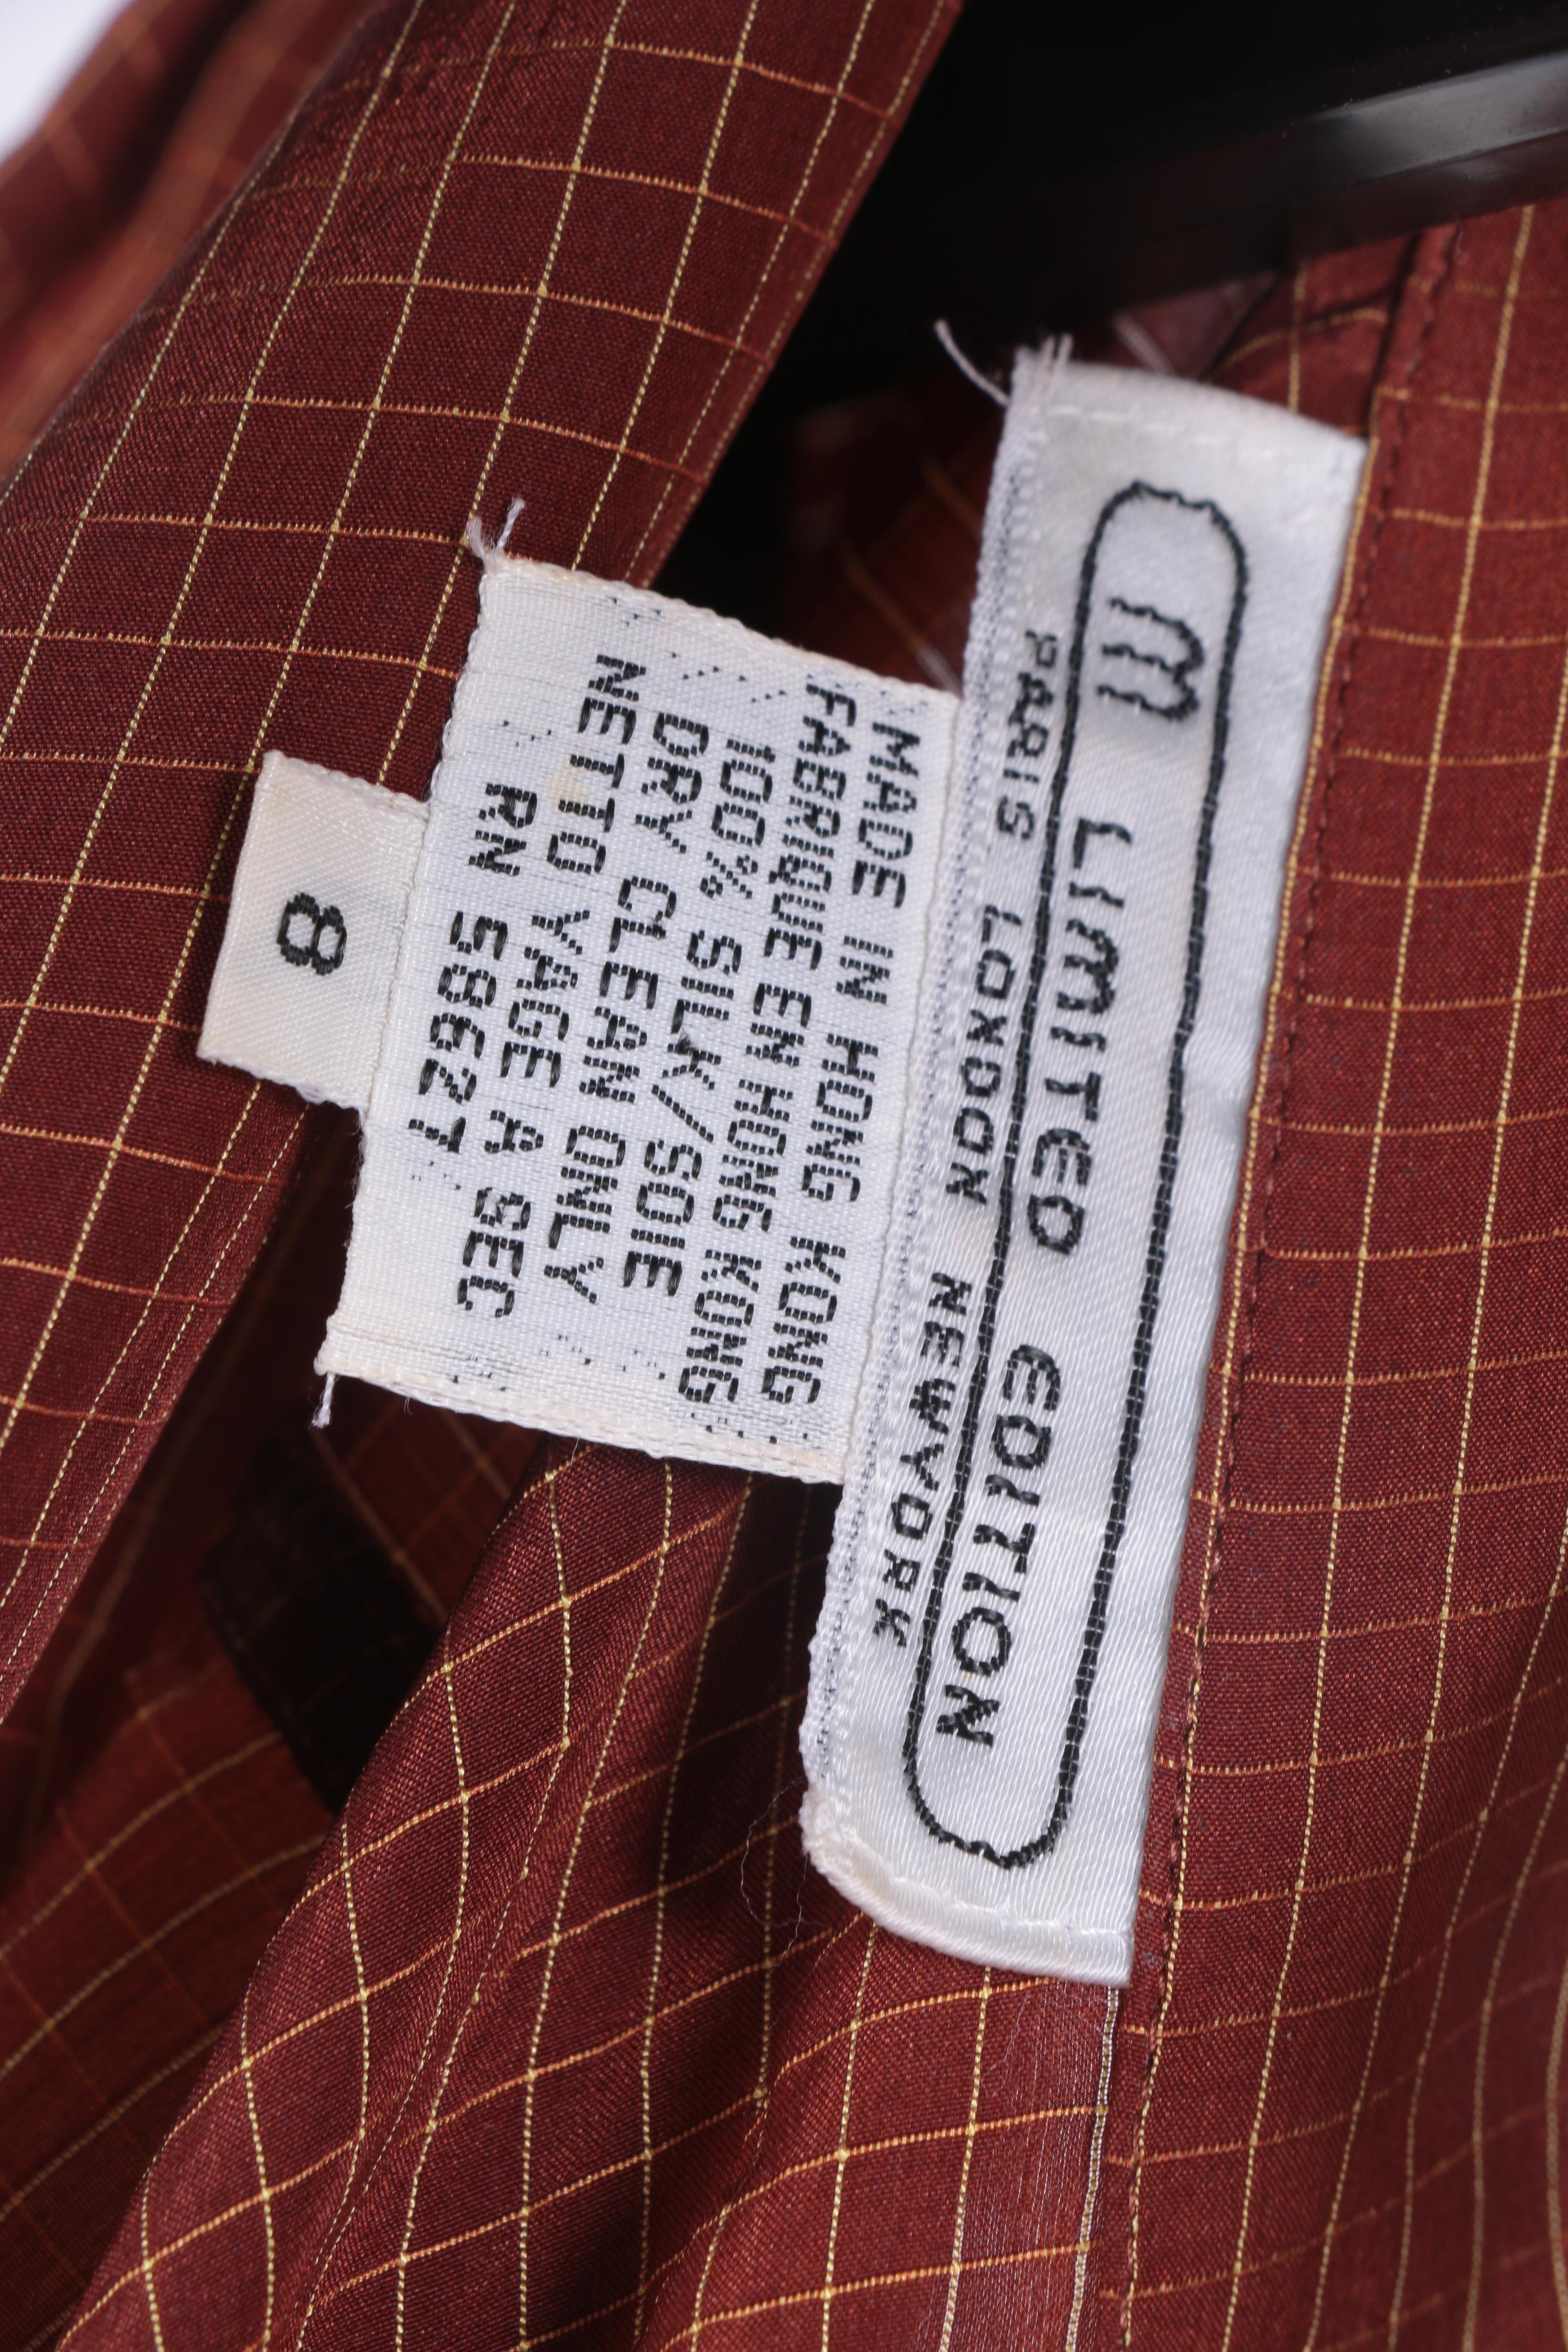 m LIMITED EDITION
PARIS LONDON NEWYORK
MADE IN HONG KONG
FABRIQUE EN HONG KONG
100% SILK/SOIE
DRY CLEAN ONLY
NETTOYAGE A SEC
RN 58627
8